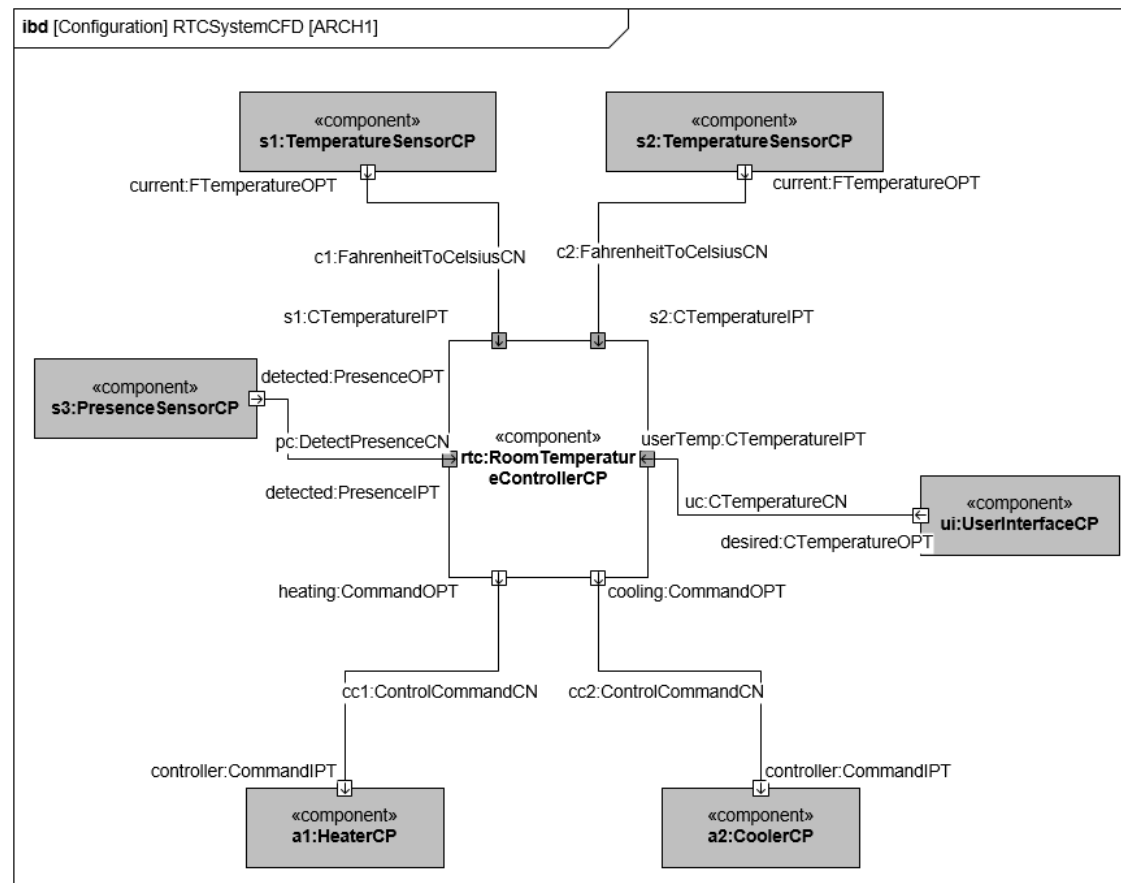 ibd [Configuration] RTCSystemCFD [ARCH1]
«component»
s1:TemperatureSensorCP
«component»
s2:TemperatureSensorCP
current:FTemperatureOPT
current:FTemperatureOPT
c1:FahrenheitToCelsiusCN
c2:FahrenheitToCelsiusCN
s1:CTemperatureIPT
s2:CTemperatureIPT
«component»
s3:PresenceSensorCP
detected:PresenceOPT
pc:DetectPresenceCN
detected:PresenceIPT
«component»
rtc:RoomTemperatur
eControllerCP
userTemp:CTemperatureIPT
uc:CTemperatureCN
«component»
ui:UserInterfaceCP
desired:CTemperatureOPT
heating:CommandOPT
cooling:CommandOPT
cc1:ControlCommandCN
cc2:ControlCommandCN
controller:CommandIPT
controller:CommandIPT
«component»
a1:HeaterCP
«component»
a2:CoolerCP